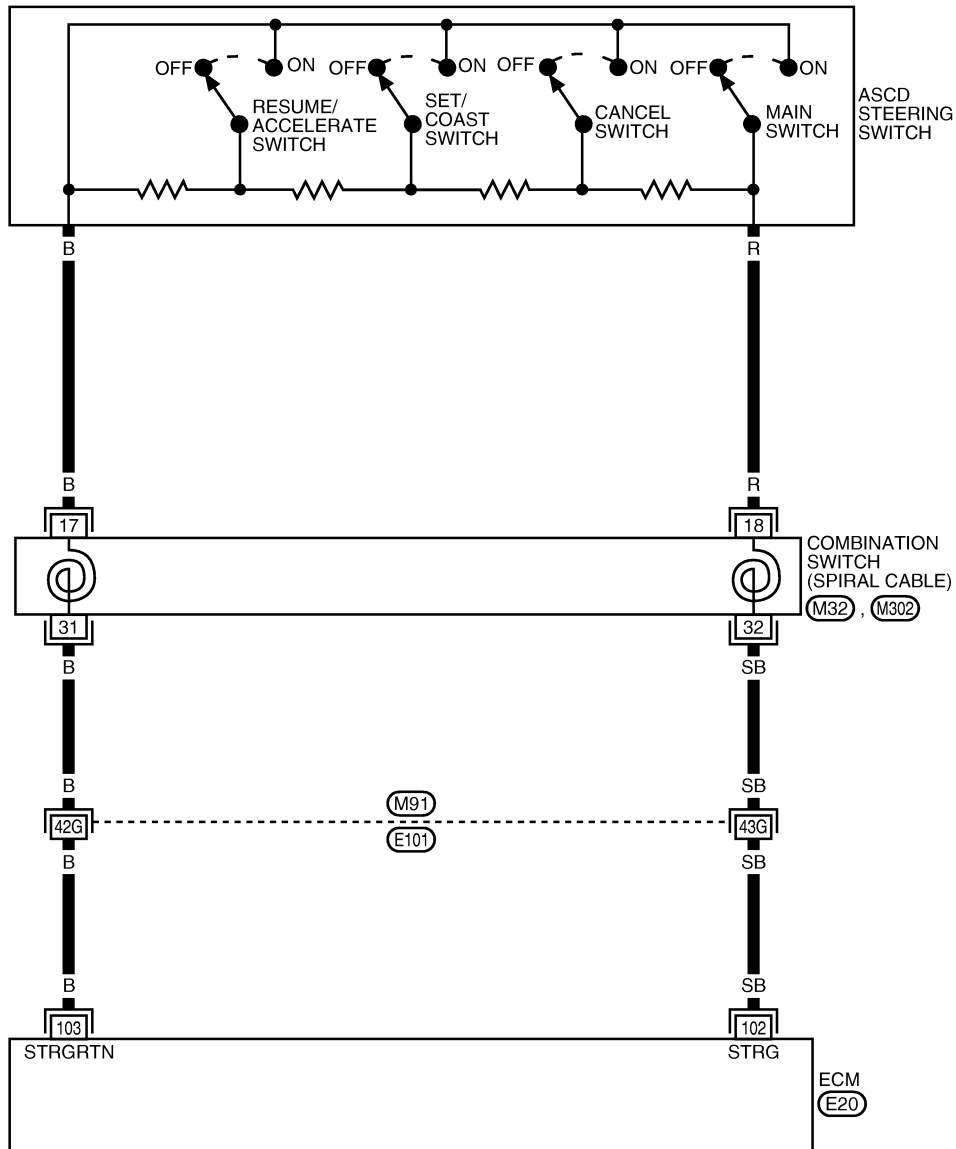 OFF ON OFF ON OFF ON OFF ON
RESUME/
ACCELERATE
SWITCH
SET/
COAST
SWITCH
CANCEL
SWITCH
MAIN
SWITCH
ASCD
STEERING
SWITCH
B R
B R
17 18
COMBINATION
SWITCH
(SPIRAL CABLE)
M32 , M302
31 32
B SB
B SB
42G M91 43G
E101
B SB
B SB
103 102
STRGRTN STRG
ECM
E20